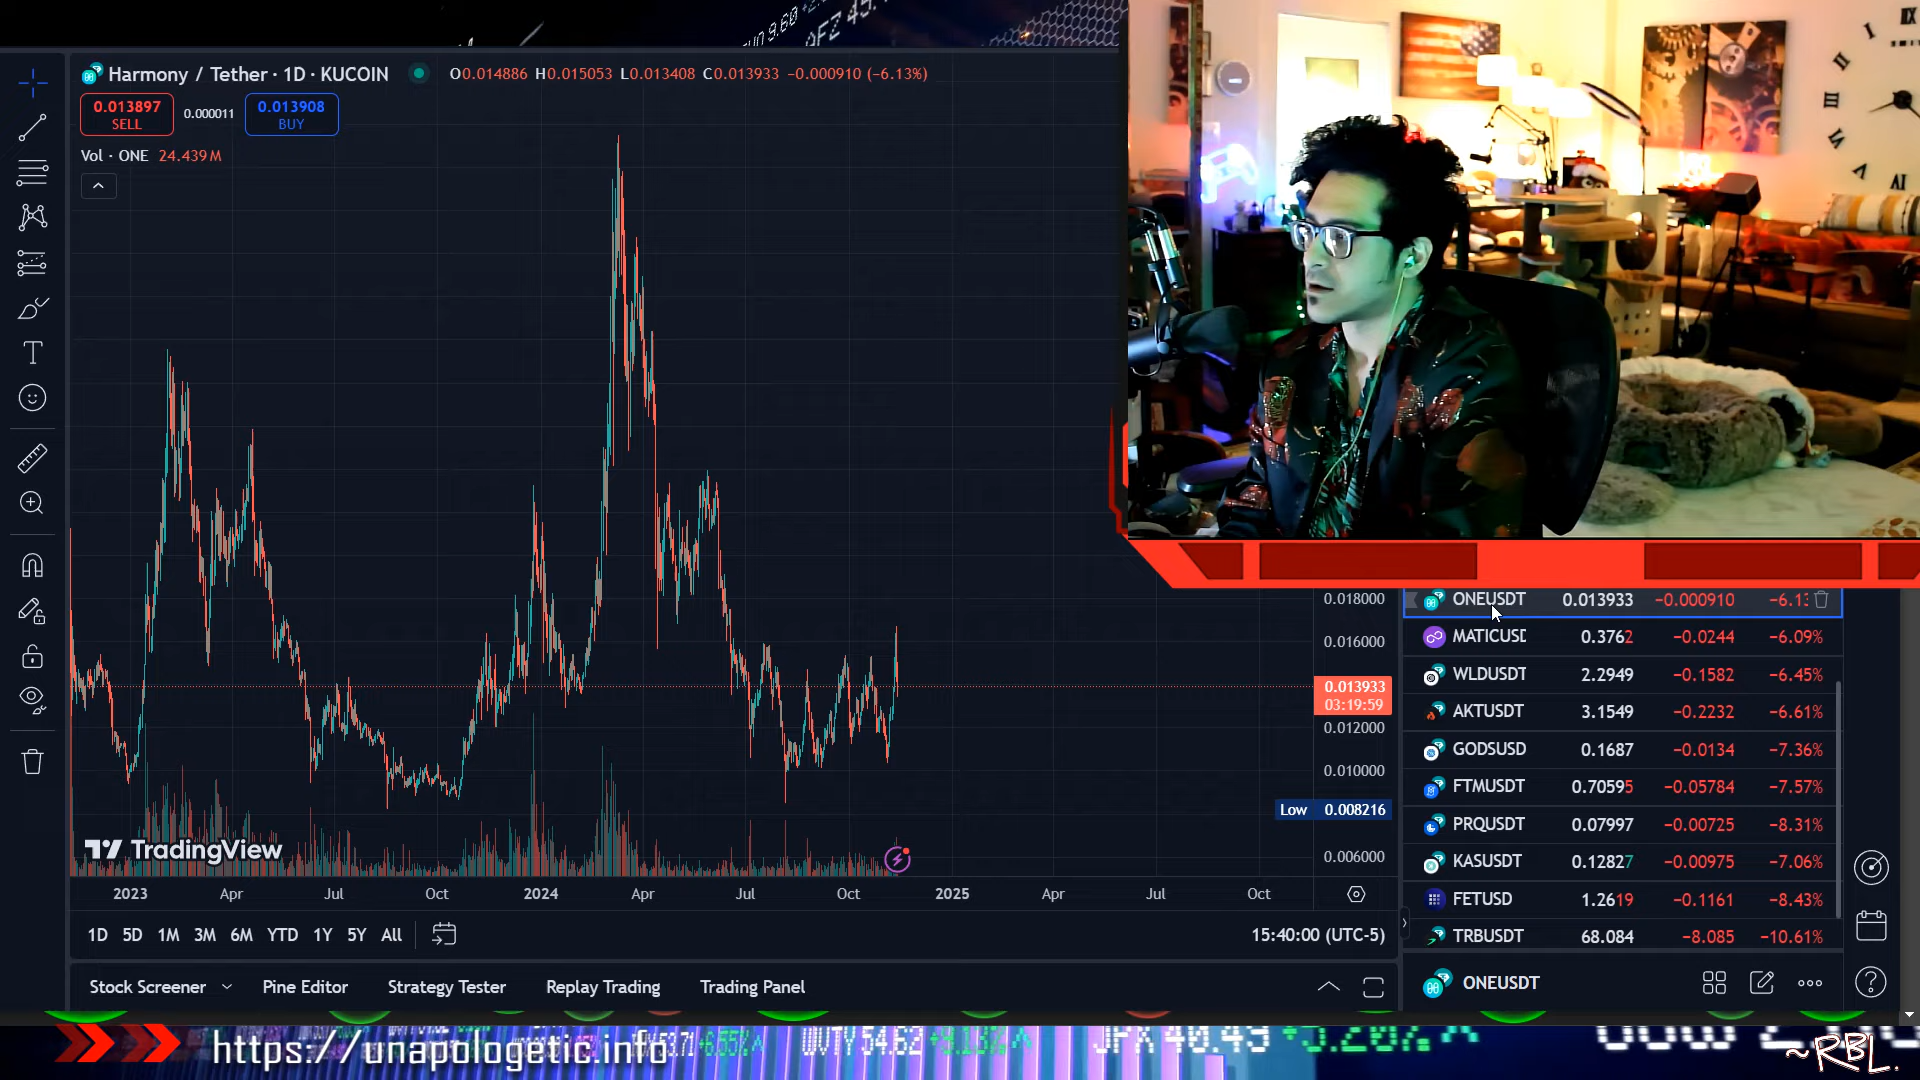 Harmony / Tether · 1D · KUCOIN O0.014886 H0.015053 L0.013408 C0.013933 −0.000910 (−6.13%)
0.013897 SELL 0.000011 0.013908 BUY
Vol · ONE 24.439 M
0.018000
0.016000
0.013933
03:19:59
0.012000
0.010000
Low 0.008216
0.006000
TradingView
2023 Apr Jul Oct 2024 Apr Jul Oct 2025 Apr Jul Oct
1D 5D 1M 3M 6M YTD 1Y 5Y All 15:40:00 (UTC-5)
Stock Screener Pine Editor Strategy Tester Replay Trading Trading Panel
ONEUSDT 0.013933 −0.000910
MATICUSD 0.3762 −0.0244 −6.09%
WLDUSDT 2.2949 −0.1582 −6.45%
AKTUSDT 3.1549 −0.2232 −6.61%
GODSUSD 0.1687 −0.0134 −7.36%
FTMUSDT 0.70595 −0.05784 −7.57%
PRQUSDT 0.07997 −0.00725 −8.31%
KASUSDT 0.12827 −0.00975 −7.06%
FETUSD 1.2619 −0.1161 −8.43%
TRBUSDT 68.084 −8.085 −10.61%
ONEUSDT
https://unapologetic.info
~RBL.